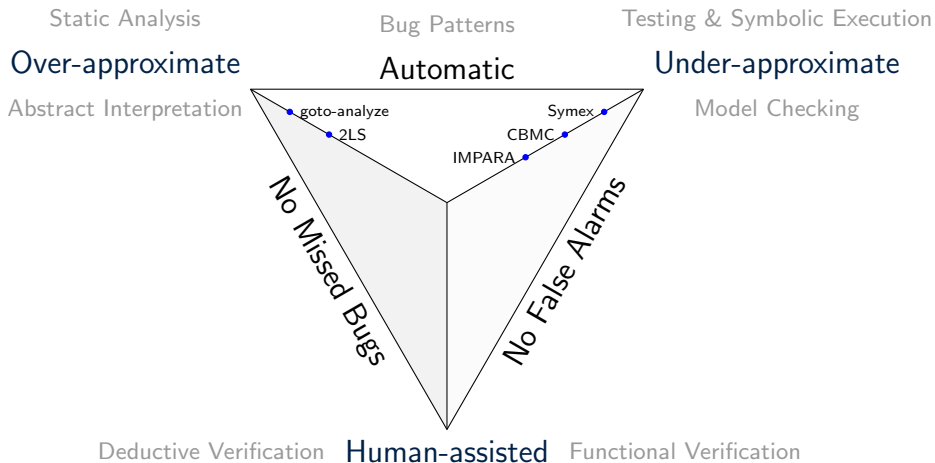 Static Analysis
Bug Patterns
Testing & Symbolic Execution
Over-approximate
Automatic
Under-approximate
Abstract Interpretation
Model Checking
goto-analyze
Symex
2LS
CBMC
IMPARA
No Missed Bugs
No False Alarms
Deductive Verification
Human-assisted
Functional Verification